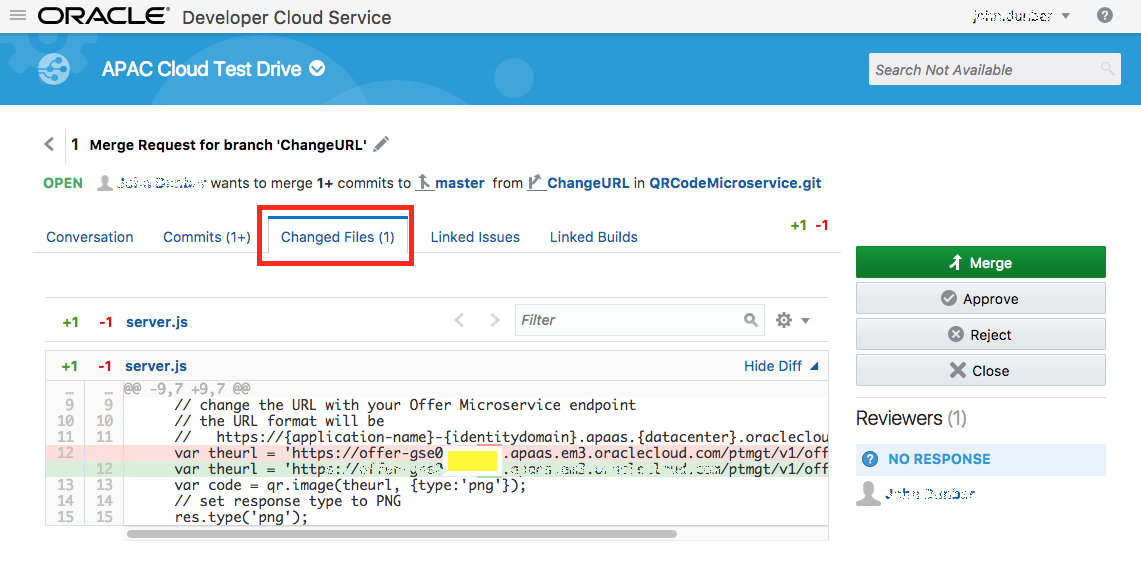 ORACLE® Developer Cloud Service john.dunbar
APAC Cloud Test Drive Search Not Available
1 Merge Request for branch 'ChangeURL'
OPEN John Dunbar wants to merge 1+ commits to master from ChangeURL in QRCodeMicroservice.git
Conversation Commits (1+) Changed Files (1) Linked Issues Linked Builds +1 -1
Merge
Approve
Reject
Close
Reviewers (1)
NO RESPONSE
John Dunbar
+1 -1 server.js Filter
+1 -1 server.js Hide Diff
... ... @@ -9,7 +9,7 @@
9 9 // change the URL with your Offer Microservice endpoint
10 10 // the URL format will be
11 11 // https://{application-name}-{identitydomain}.apaas.{datacenter}.oraclecloud
12 var theurl = 'https://offer-gse0 .apaas.em3.oraclecloud.com/ptmgt/v1/off
12 var theurl = 'https://offer-gse0 .apaas.em3.oraclecloud.com/ptmgt/v1/off
13 13 var code = qr.image(theurl, {type:'png'});
14 14 // set response type to PNG
15 15 res.type('png');